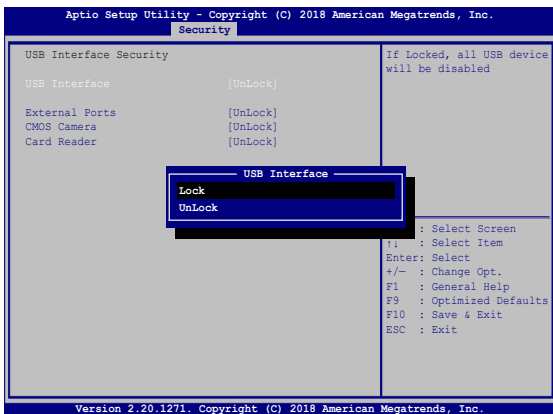 Aptio Setup Utility - Copyright (C) 2018 American Megatrends, Inc.
Security
USB Interface Security
USB Interface [UnLock]
External Ports [UnLock]
CMOS Camera [UnLock]
Card Reader [UnLock]
If Locked, all USB device
will be disabled
USB Interface
Lock
UnLock
: Select Screen
↑↓ : Select Item
Enter: Select
+/— : Change Opt.
F1 : General Help
F9 : Optimized Defaults
F10 : Save & Exit
ESC : Exit
Version 2.20.1271. Copyright (C) 2018 American Megatrends, Inc.